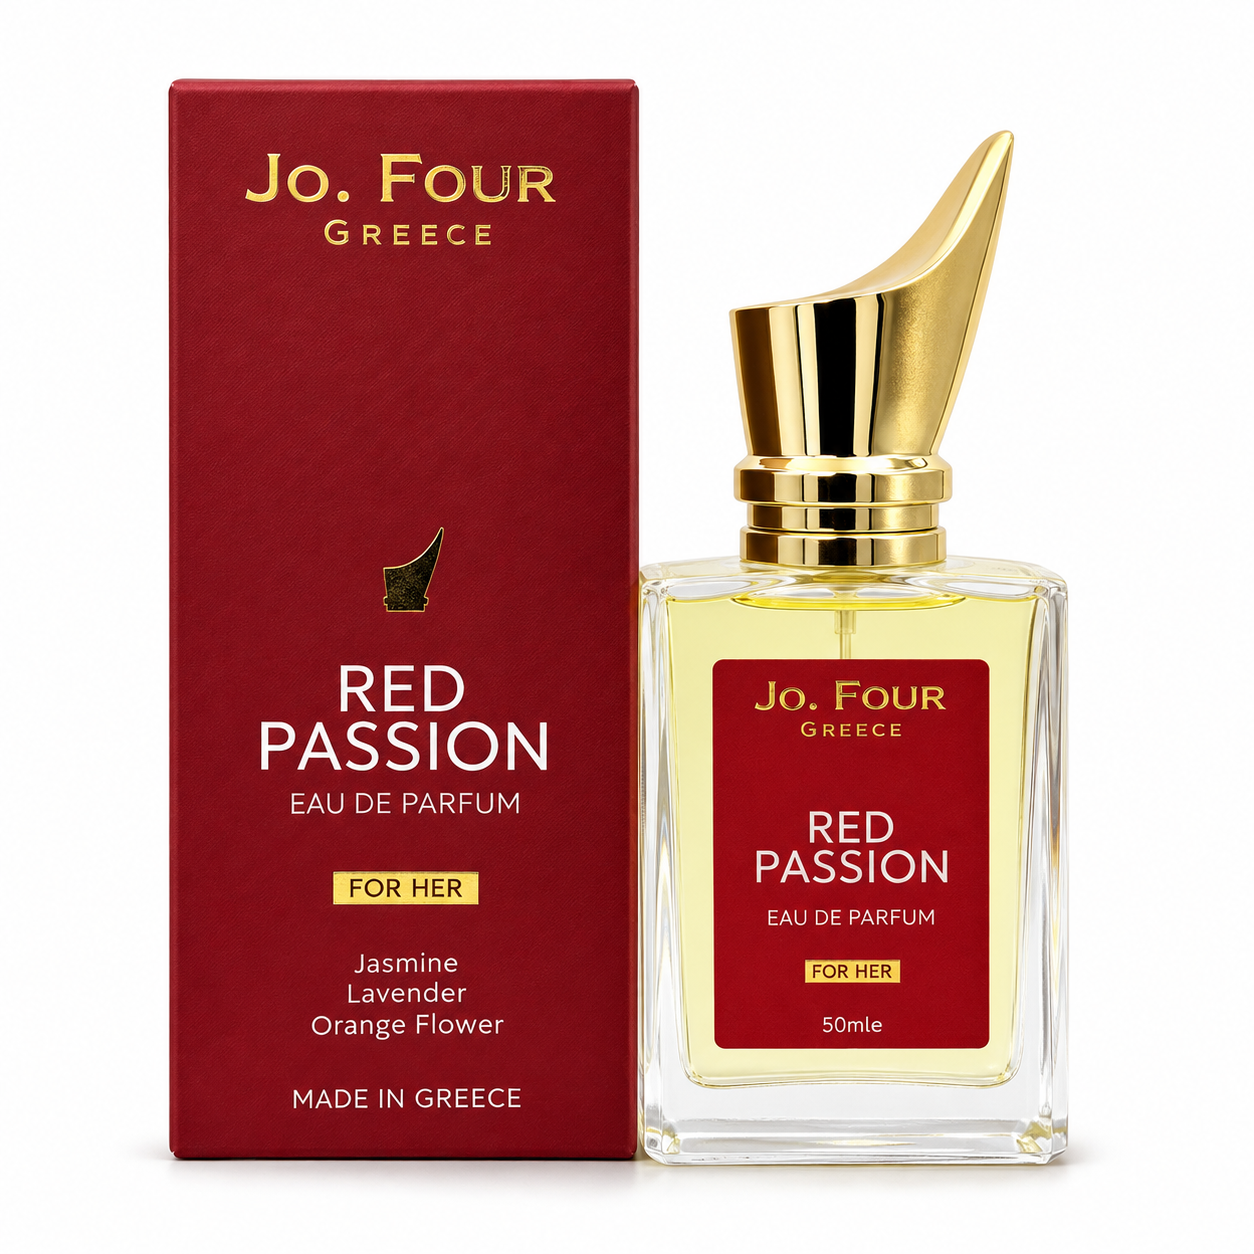 Jo. Four
Greece
RED
PASSION
EAU DE PARFUM
FOR HER
Jasmine
Lavender
Orange Flower
MADE IN GREECE
Jo. Four
Greece
RED
PASSION
EAU DE PARFUM
FOR HER
50mle